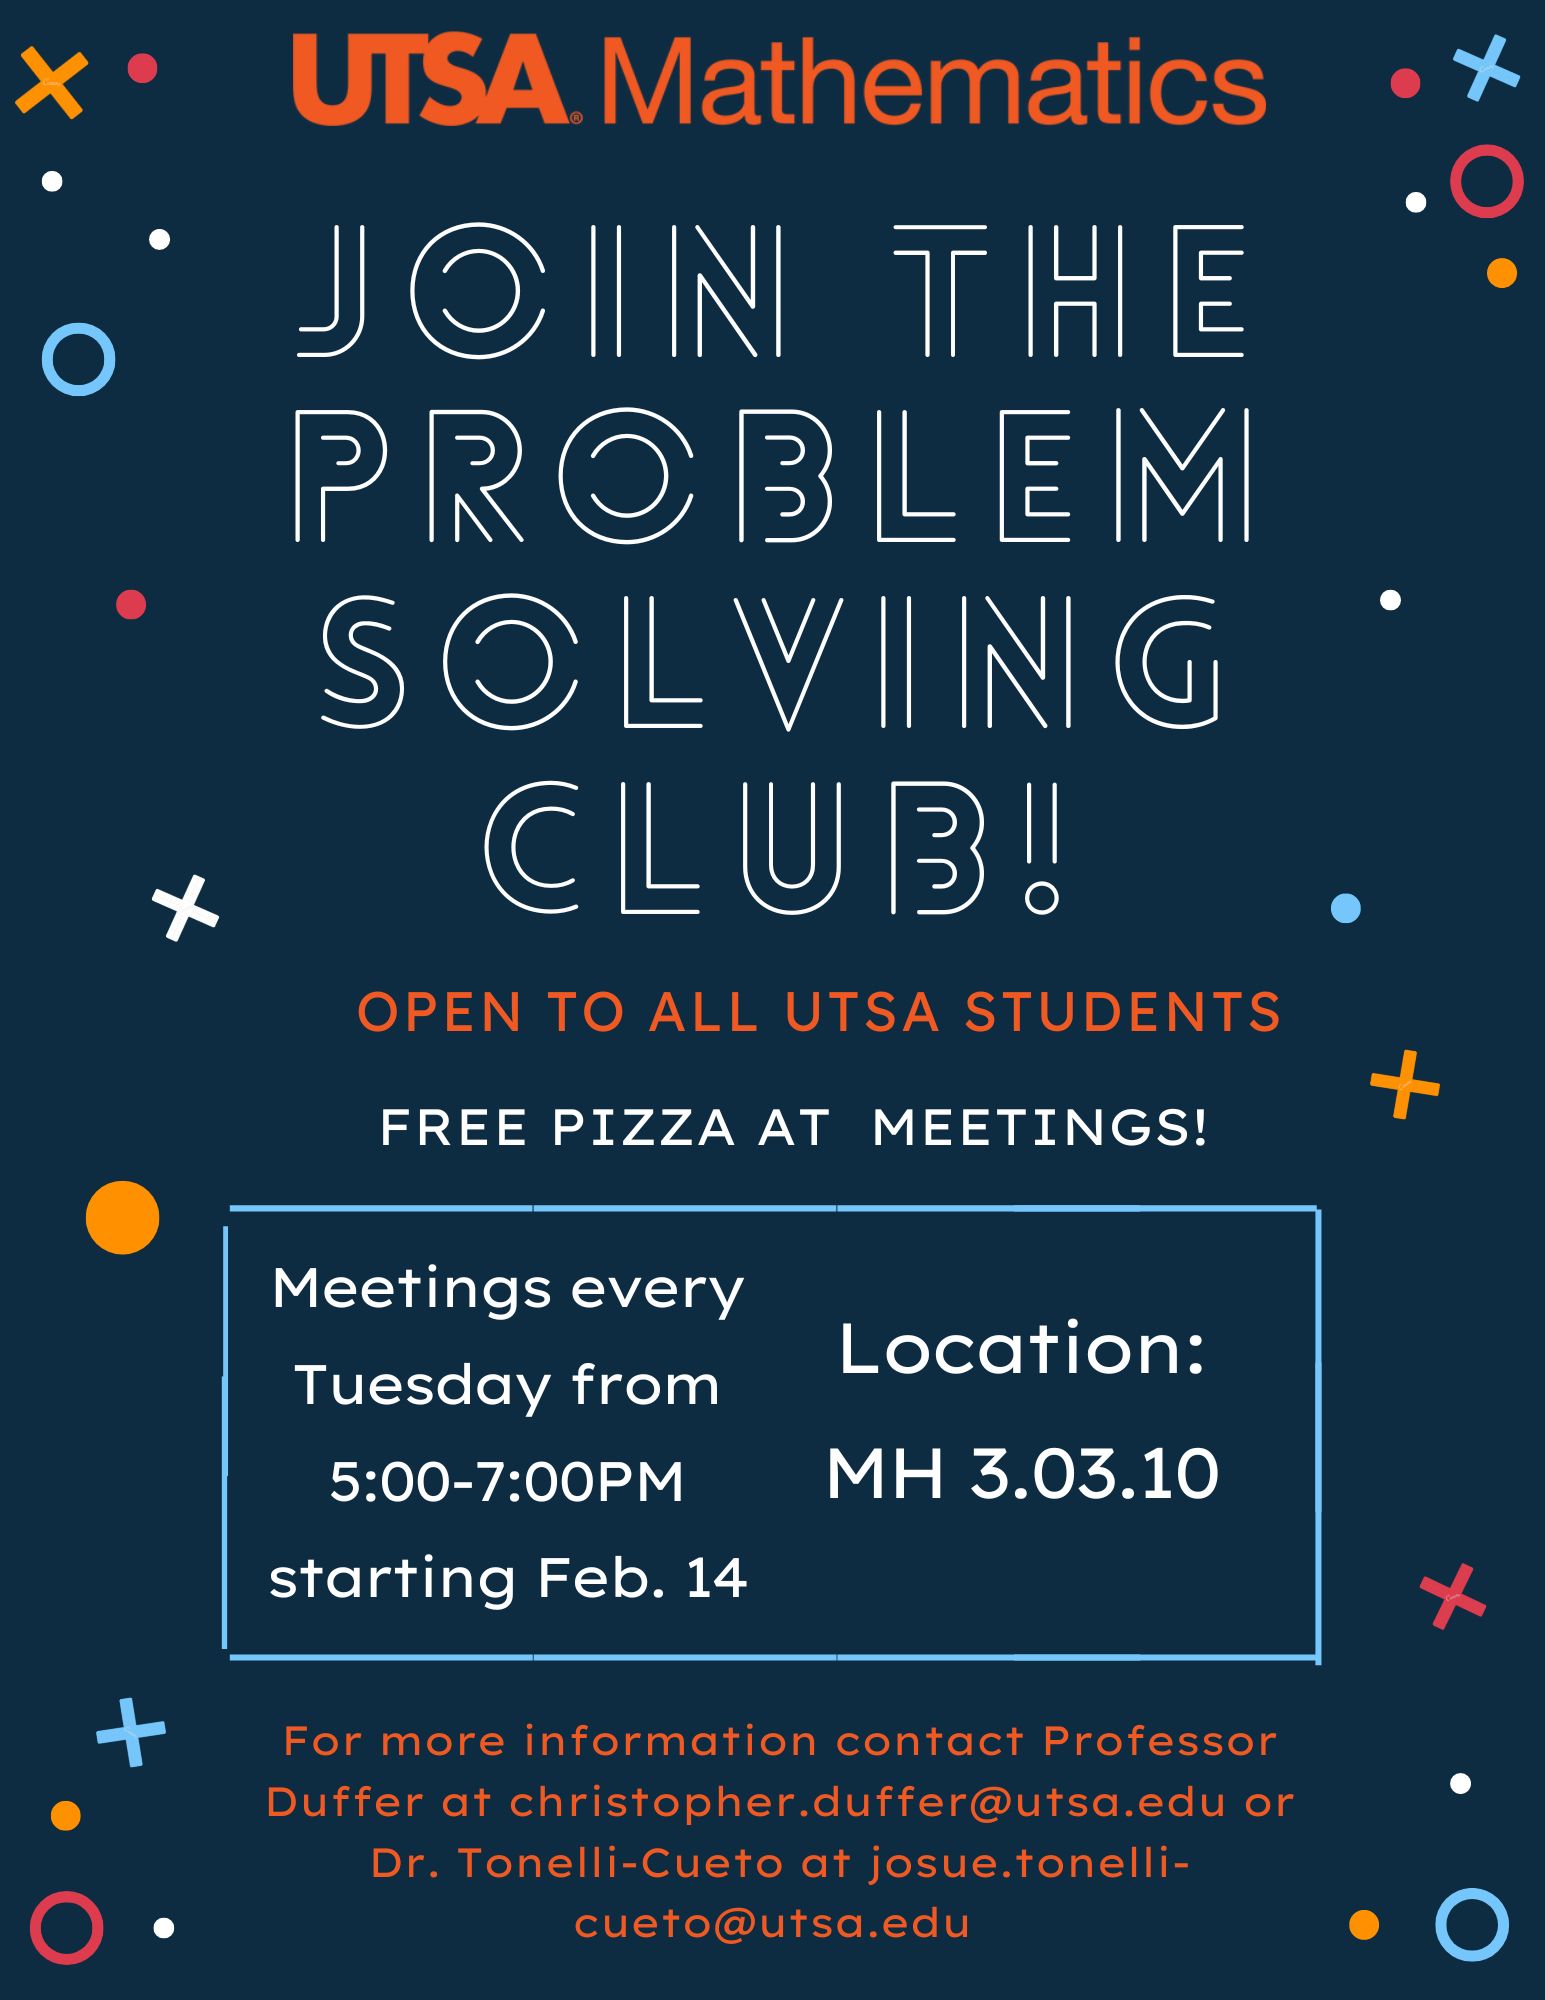 UTSA® Mathematics
JOIN THE
PROBLEM
SOLVING
CLUB!
OPEN TO ALL UTSA STUDENTS
FREE PIZZA AT MEETINGS!
Meetings every
Tuesday from
5:00-7:00PM
starting Feb. 14
Location:
MH 3.03.10
For more information contact Professor
Duffer at christopher.duffer@utsa.edu or
Dr. Tonelli-Cueto at josue.tonelli-
cueto@utsa.edu